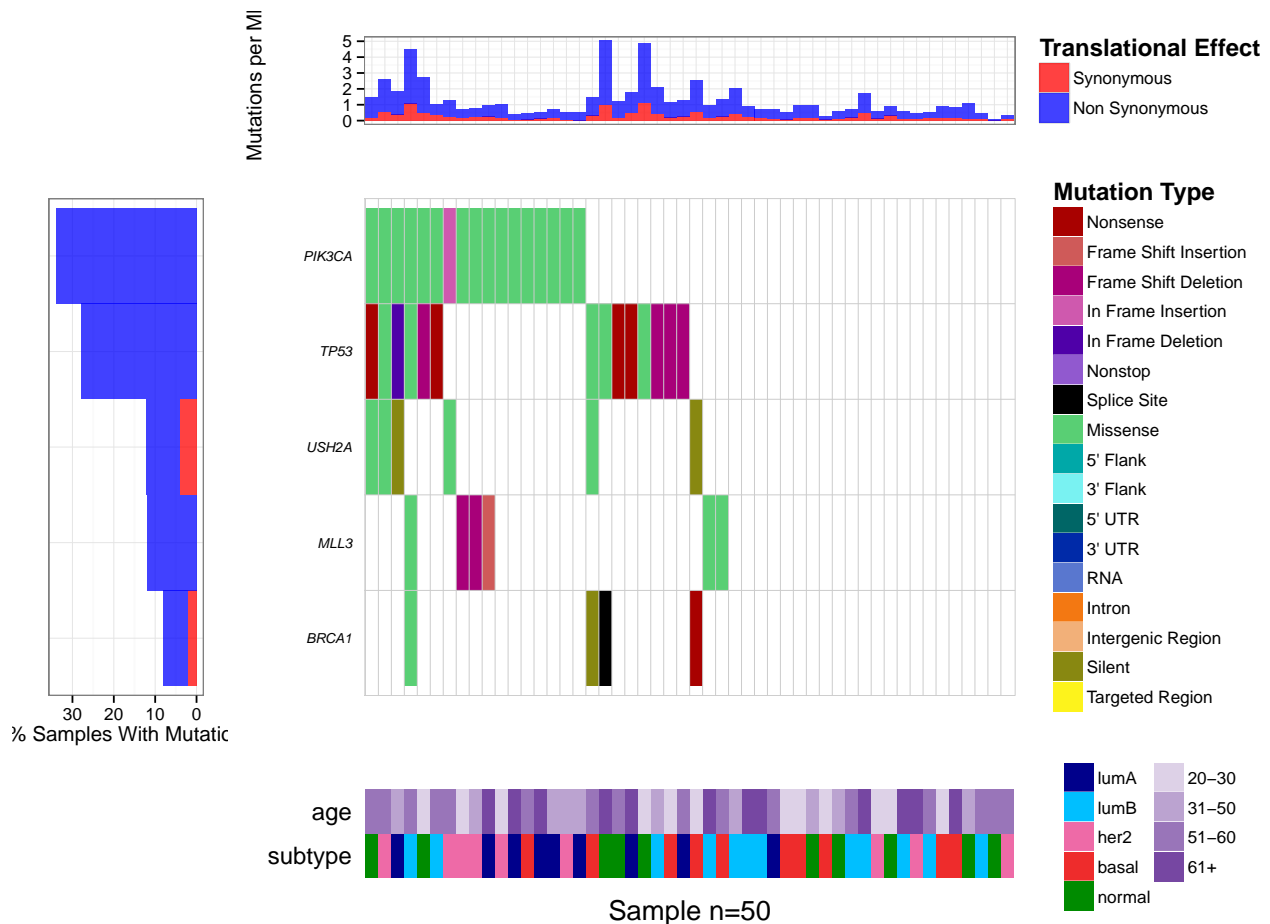 Mutations per M
5
4
3
2
1
0
Translational Effect
Synonymous
Non Synonymous
PIK3CA
TP53
USH2A
MLL3
BRCA1
30 20 10 0
% Samples With Mutatic
Mutation Type
Nonsense
Frame Shift Insertion
Frame Shift Deletion
In Frame Insertion
In Frame Deletion
Nonstop
Splice Site
Missense
5' Flank
3' Flank
5' UTR
3' UTR
RNA
Intron
Intergenic Region
Silent
Targeted Region
age
subtype
Sample n=50
lumA 20−30
lumB 31−50
her2 51−60
basal 61+
normal